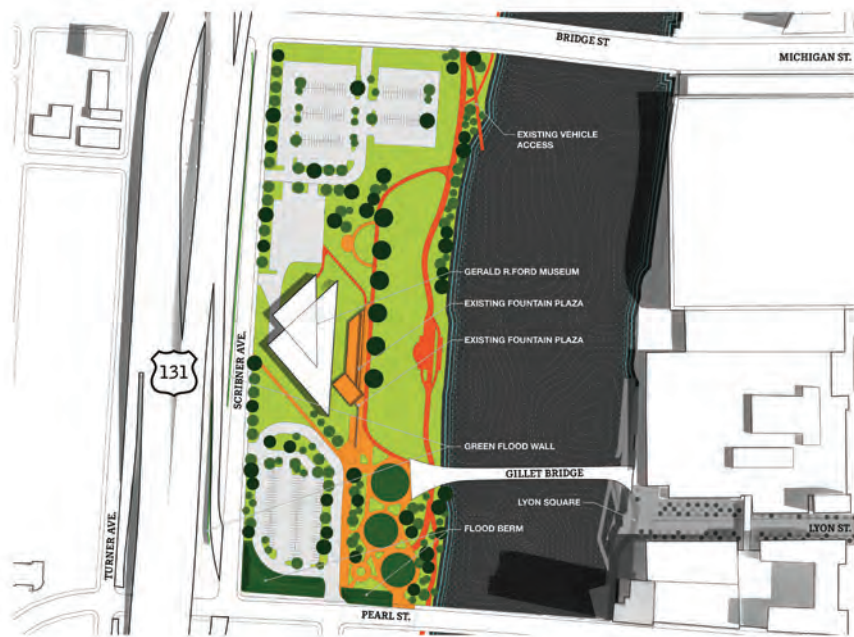 BRIDGE ST
MICHIGAN ST.
EXISTING VEHICLE
ACCESS
GERALD R.FORD MUSEUM
EXISTING FOUNTAIN PLAZA
SCRIBNER AVE.
EXISTING FOUNTAIN PLAZA
131
GREEN FLOOD WALL
GILLET BRIDGE
LYON SQUARE
FLOOD BERM
LYON ST.
TURNER AVE.
PEARL ST.